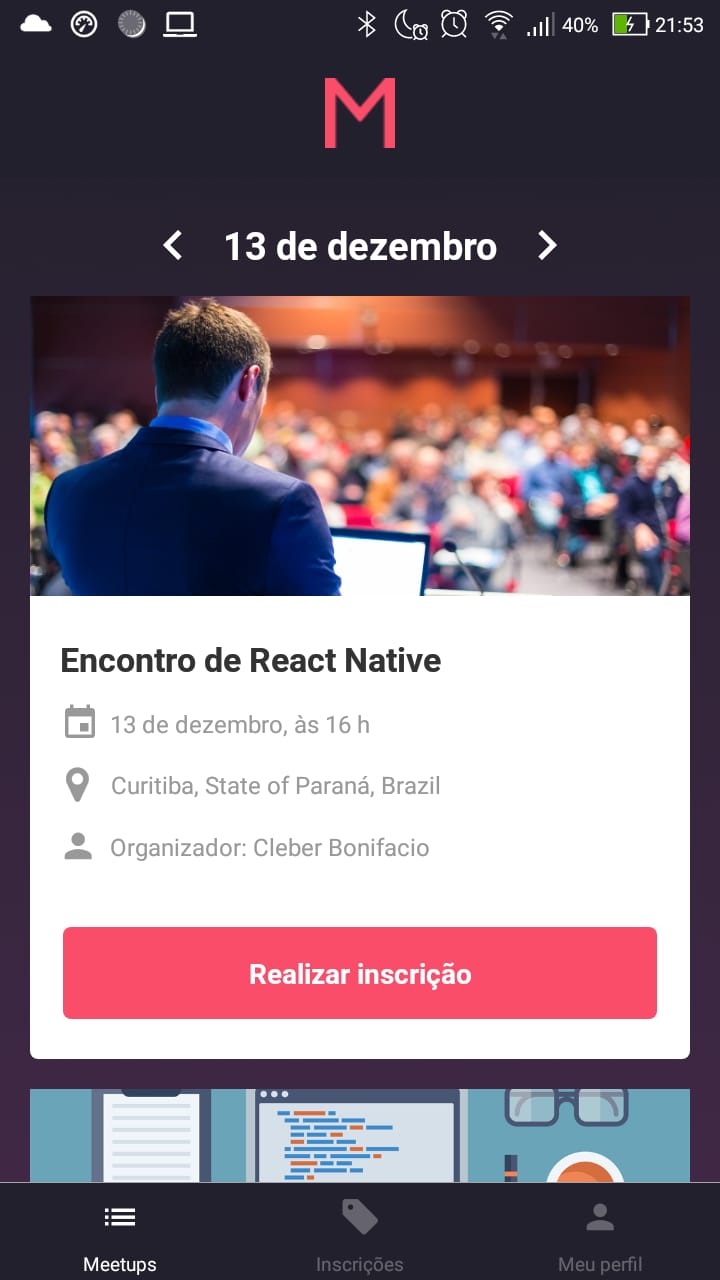 40% 21:53
M
13 de dezembro
Encontro de React Native
13 de dezembro, às 16 h
Curitiba, State of Paraná, Brazil
Organizador: Cleber Bonifacio
Realizar inscrição
Meetups Inscrições Meu perfil